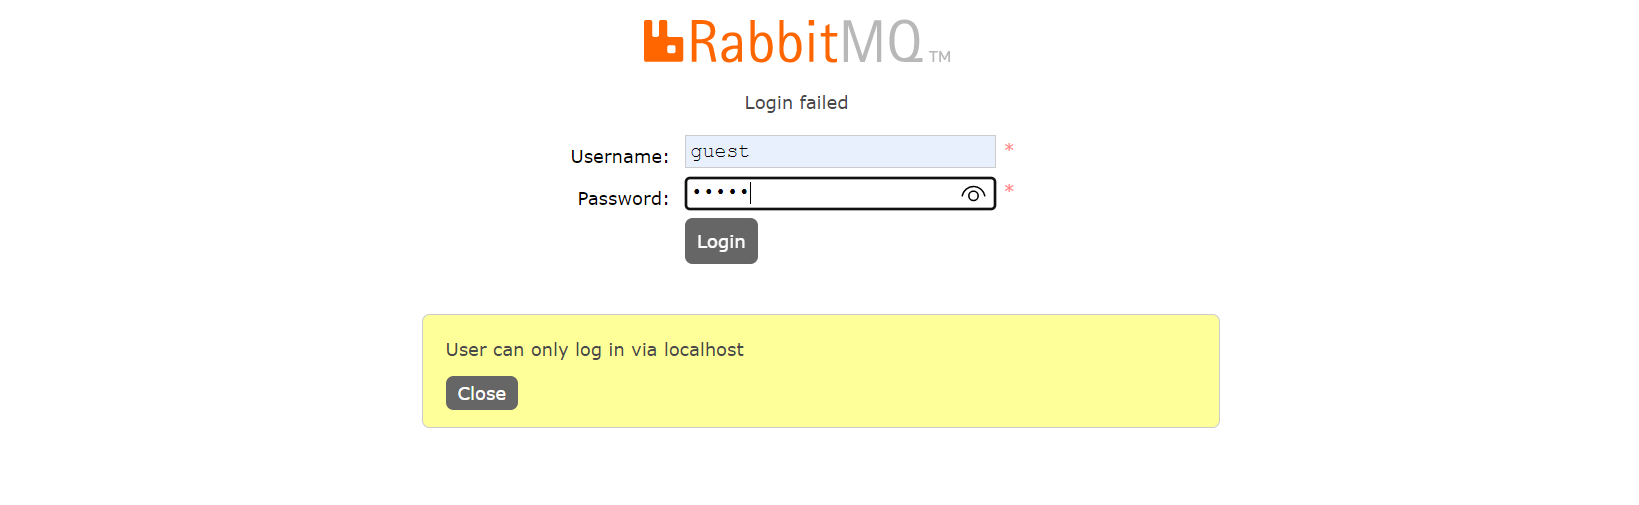 RabbitMQ TM
Login failed
Username: guest *
Password: ••••• *
Login
User can only log in via localhost
Close